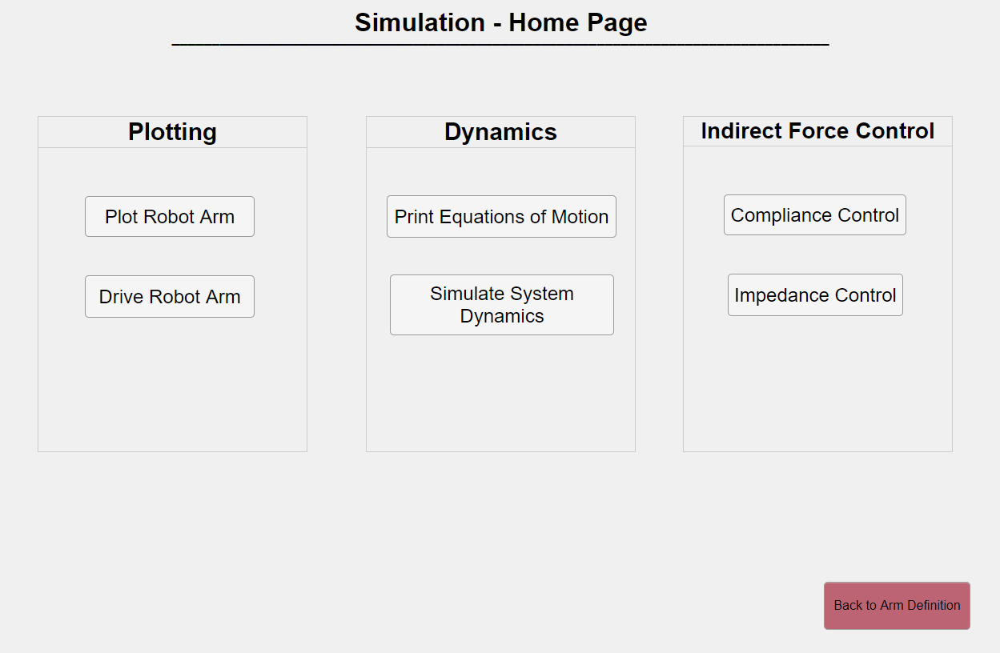 Simulation - Home Page
Plotting
Plot Robot Arm
Drive Robot Arm
Dynamics
Print Equations of Motion
Simulate System
Dynamics
Indirect Force Control
Compliance Control
Impedance Control
Back to Arm Definition